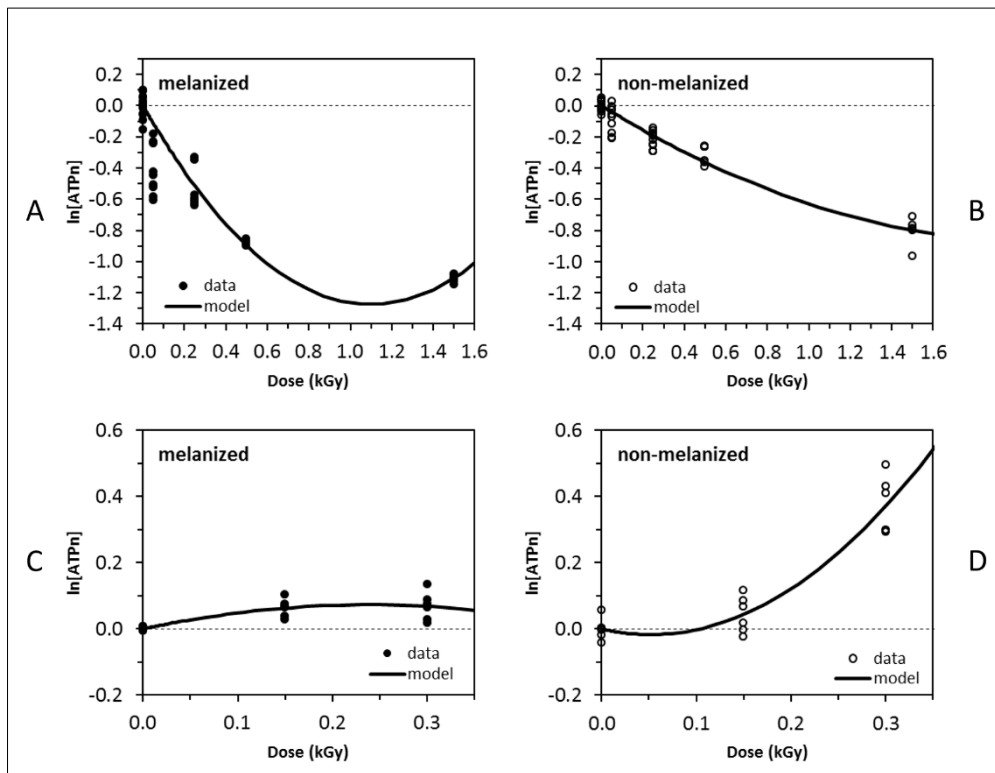 melanized
0.2
0.0
-0.2
-0.4
-0.6
-0.8
-1.0
-1.2
-1.4
ln[ATPn]
A
data
model
0.0 0.2 0.4 0.6 0.8 1.0 1.2 1.4 1.6
Dose (kGy)
non-melanized
0.2
0.0
-0.2
-0.4
-0.6
-0.8
-1.0
-1.2
-1.4
ln[ATPn]
B
data
model
0.0 0.2 0.4 0.6 0.8 1.0 1.2 1.4 1.6
Dose (kGy)
melanized
0.6
0.4
0.2
0.0
-0.2
ln[ATPn]
C
data
model
0.0 0.1 0.2 0.3
Dose (kGy)
non-melanized
0.6
0.4
0.2
0.0
-0.2
ln[ATPn]
D
data
model
0.0 0.1 0.2 0.3
Dose (kGy)